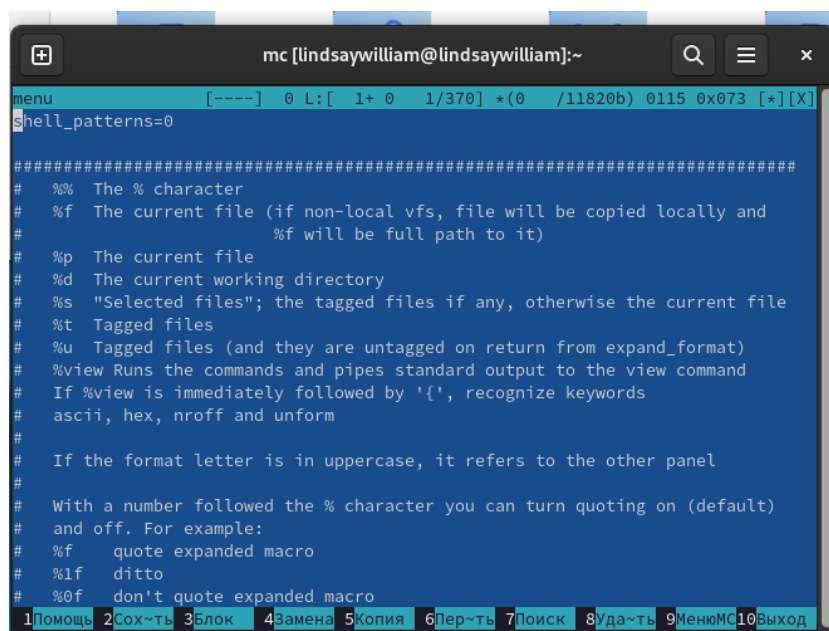 mc [lindsaywilliam@lindsaywilliam]:~
menu [----] 0 L:[ 1+ 0 1/370] *(0 /11820b) 0115 0x073 [*][X]
shell_patterns=0
##############################################################################
# %% The % character
# %f The current file (if non-local vfs, file will be copied locally and
# %f will be full path to it)
# %p The current file
# %d The current working directory
# %s "Selected files"; the tagged files if any, otherwise the current file
# %t Tagged files
# %u Tagged files (and they are untagged on return from expand_format)
# %view Runs the commands and pipes standard output to the view command
# If %view is immediately followed by '{', recognize keywords
# ascii, hex, nroff and unform
#
# If the format letter is in uppercase, it refers to the other panel
#
# With a number followed the % character you can turn quoting on (default)
# and off. For example:
# %f quote expanded macro
# %1f ditto
# %0f don't quote expanded macro
1Помощь 2Сох~ть 3Блок 4Замена 5Копия 6Пер~ть 7Поиск 8Уда~ть 9МенюМС10Выход